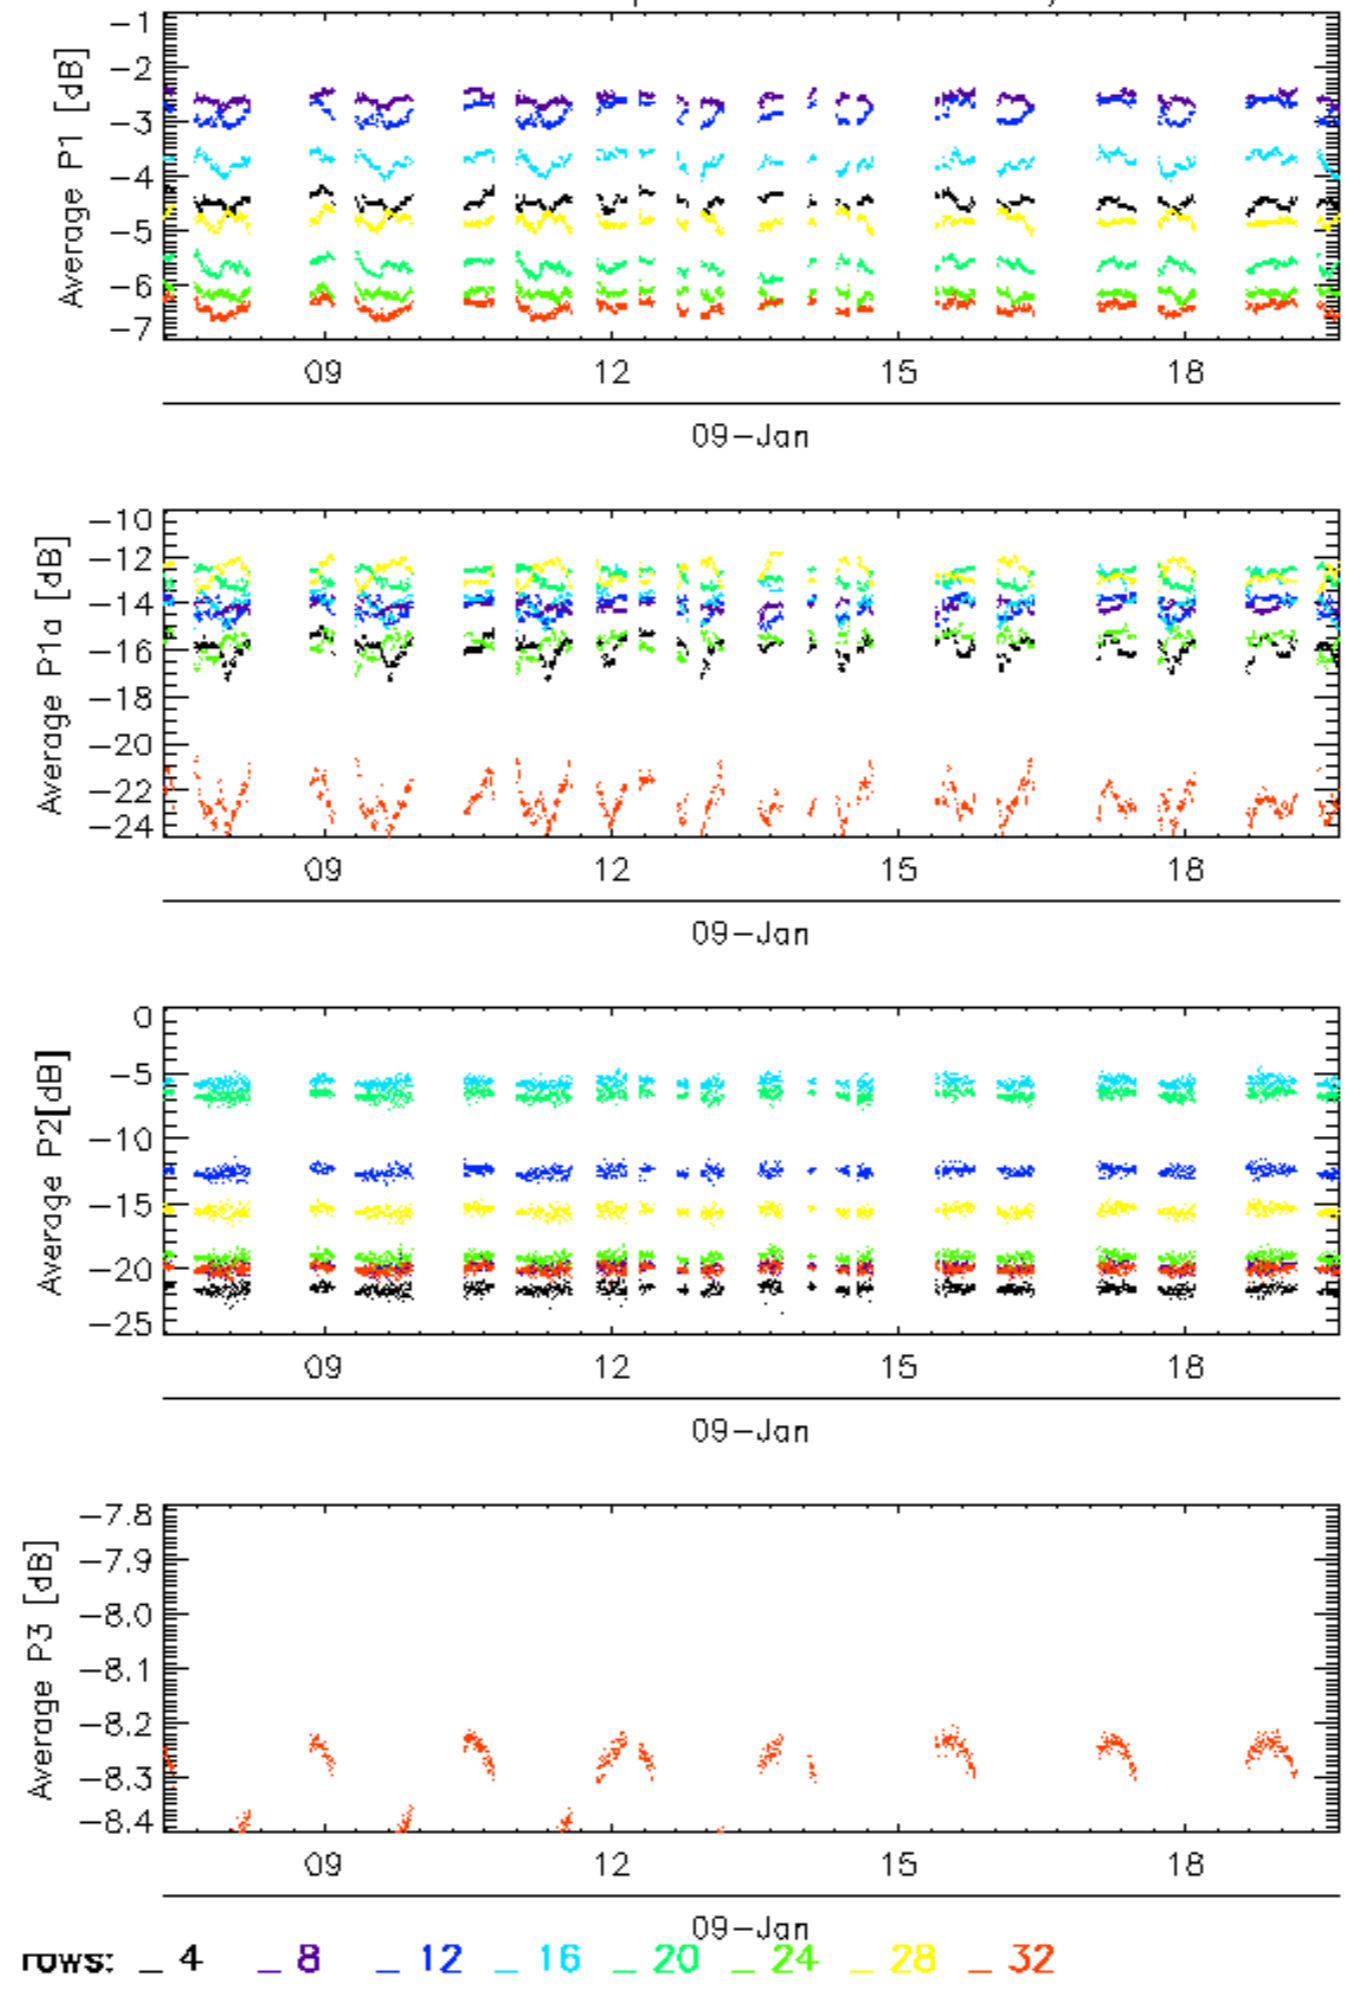 -1
-2
-3
-4
-5
-6
-7
Average P1 [dB]
09 12 15 18
09-Jan
-10
-12
-14
-16
-18
-20
-22
-24
Average P1a [dB]
09 12 15 18
09-Jan
0
-5
-10
-15
-20
-25
Average P2[dB]
09 12 15 18
09-Jan
-7.8
-7.9
-8.0
-8.1
-8.2
-8.3
-8.4
Average P3 [dB]
09 12 15 18
09-Jan
rows: _ 4 _ 8 _ 12 _ 16 _ 20 _ 24 _ 28 _ 32